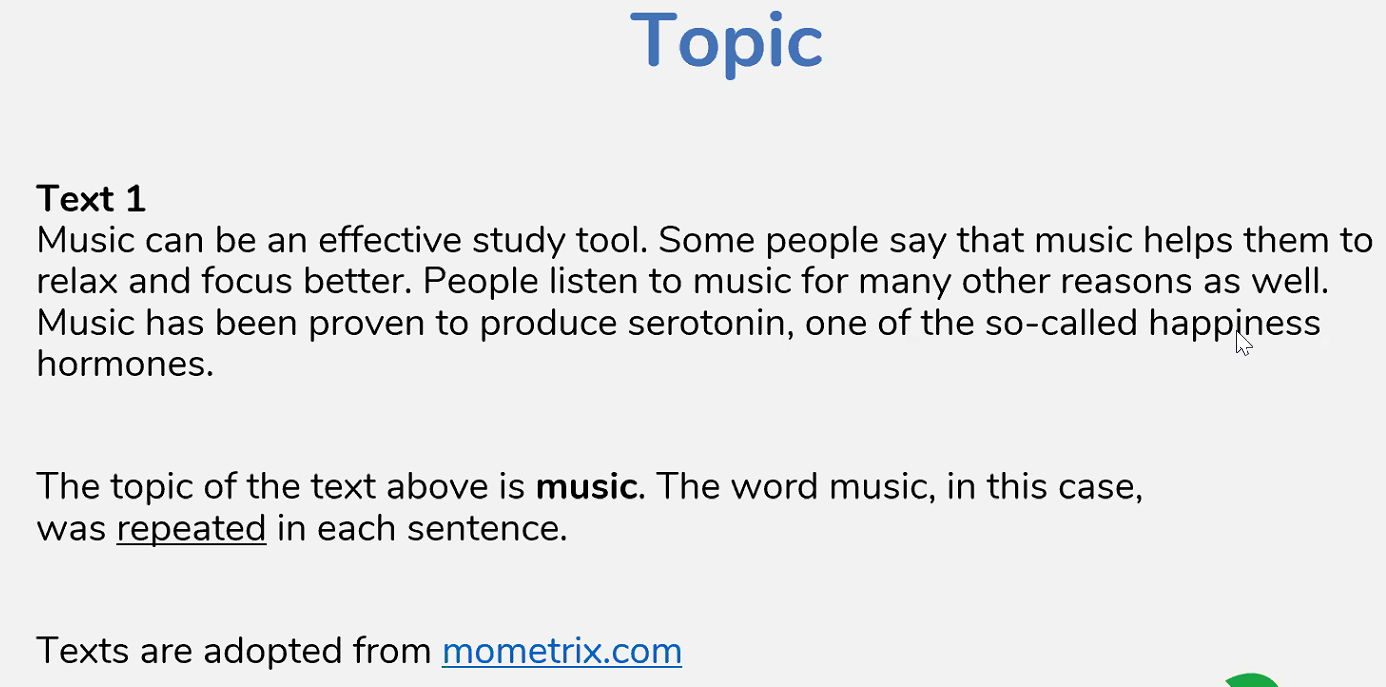 Topic
Text 1
Music can be an effective study tool. Some people say that music helps them to
relax and focus better. People listen to music for many other reasons as well.
Music has been proven to produce serotonin, one of the so-called happiness
hormones.
The topic of the text above is music. The word music, in this case,
was repeated in each sentence.
Texts are adopted from mometrix.com